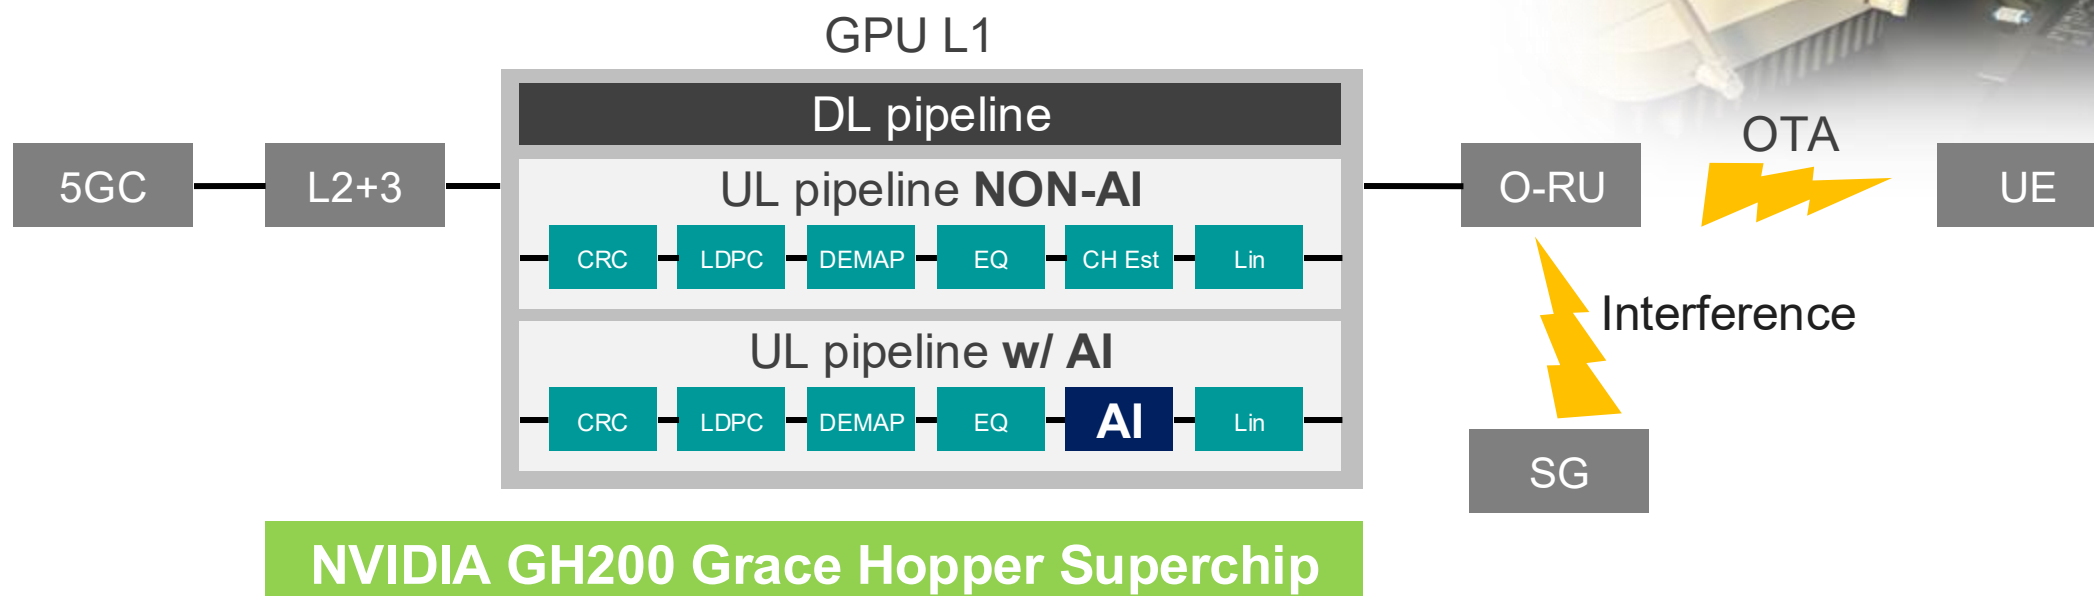 GPU L1
DL pipeline
5GC
L2+3
UL pipeline NON-AI
CRC
LDPC
DEMAP
EQ
CH Est
Lin
UL pipeline w/ AI
CRC
LDPC
DEMAP
EQ
AI
Lin
NVIDIA GH200 Grace Hopper Superchip
O-RU
OTA
UE
Interference
SG